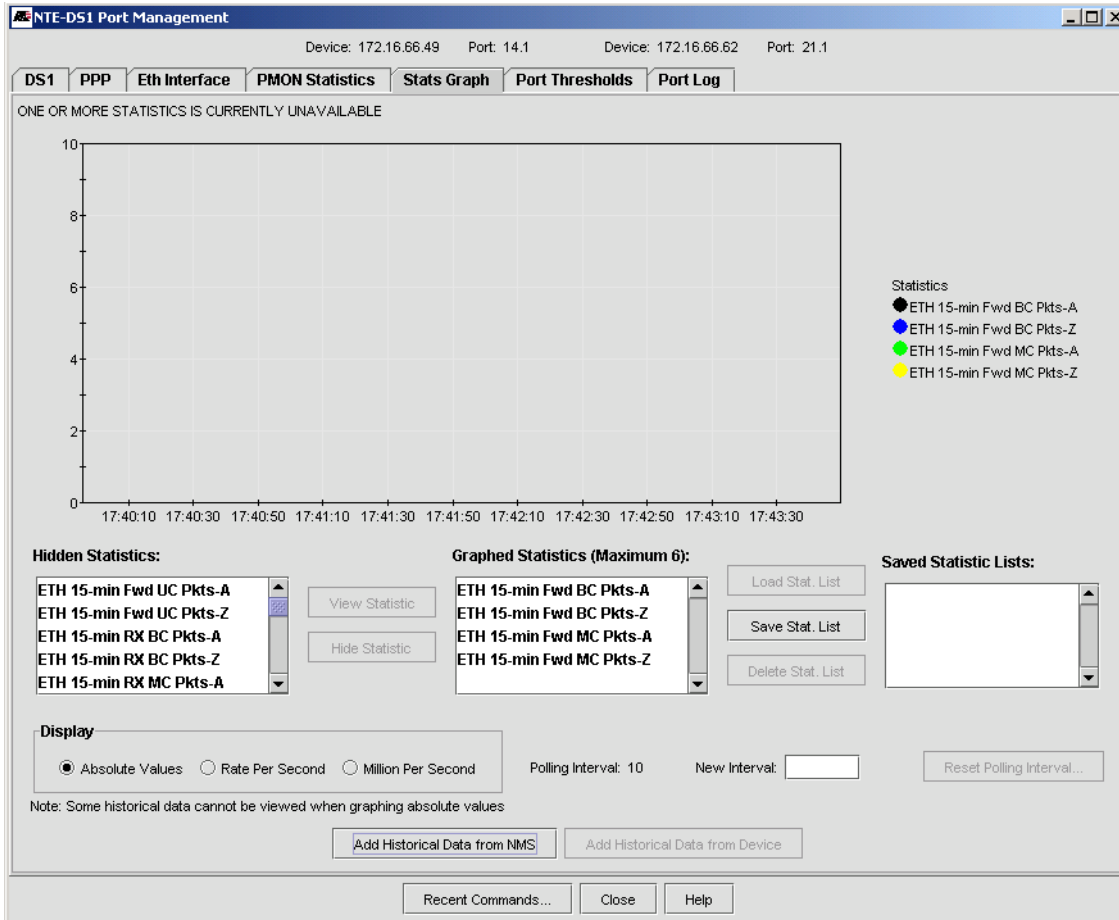 NTE-DS1 Port Management
Device: 172.16.66.49 Port: 14.1 Device: 172.16.66.62 Port: 21.1
DS1 PPP Eth Interface PMON Statistics Stats Graph Port Thresholds Port Log
ONE OR MORE STATISTICS IS CURRENTLY UNAVAILABLE
10
8
6
4
2
0
17:40:10 17:40:30 17:40:50 17:41:10 17:41:30 17:41:50 17:42:10 17:42:30 17:42:50 17:43:10 17:43:30
Statistics
ETH 15-min Fwd BC Pkts-A
ETH 15-min Fwd BC Pkts-Z
ETH 15-min Fwd MC Pkts-A
ETH 15-min Fwd MC Pkts-Z
Hidden Statistics:
ETH 15-min Fwd UC Pkts-A
ETH 15-min Fwd UC Pkts-Z
ETH 15-min RX BC Pkts-A
ETH 15-min RX BC Pkts-Z
ETH 15-min RX MC Pkts-A
View Statistic
Hide Statistic
Graphed Statistics (Maximum 6):
ETH 15-min Fwd BC Pkts-A
ETH 15-min Fwd BC Pkts-Z
ETH 15-min Fwd MC Pkts-A
ETH 15-min Fwd MC Pkts-Z
Load Stat. List
Save Stat. List
Delete Stat. List
Saved Statistic Lists:
Display
Absolute Values Rate Per Second Million Per Second
Polling Interval: 10 New Interval: Reset Polling Interval...
Note: Some historical data cannot be viewed when graphing absolute values
Add Historical Data from NMS Add Historical Data from Device
Recent Commands... Close Help